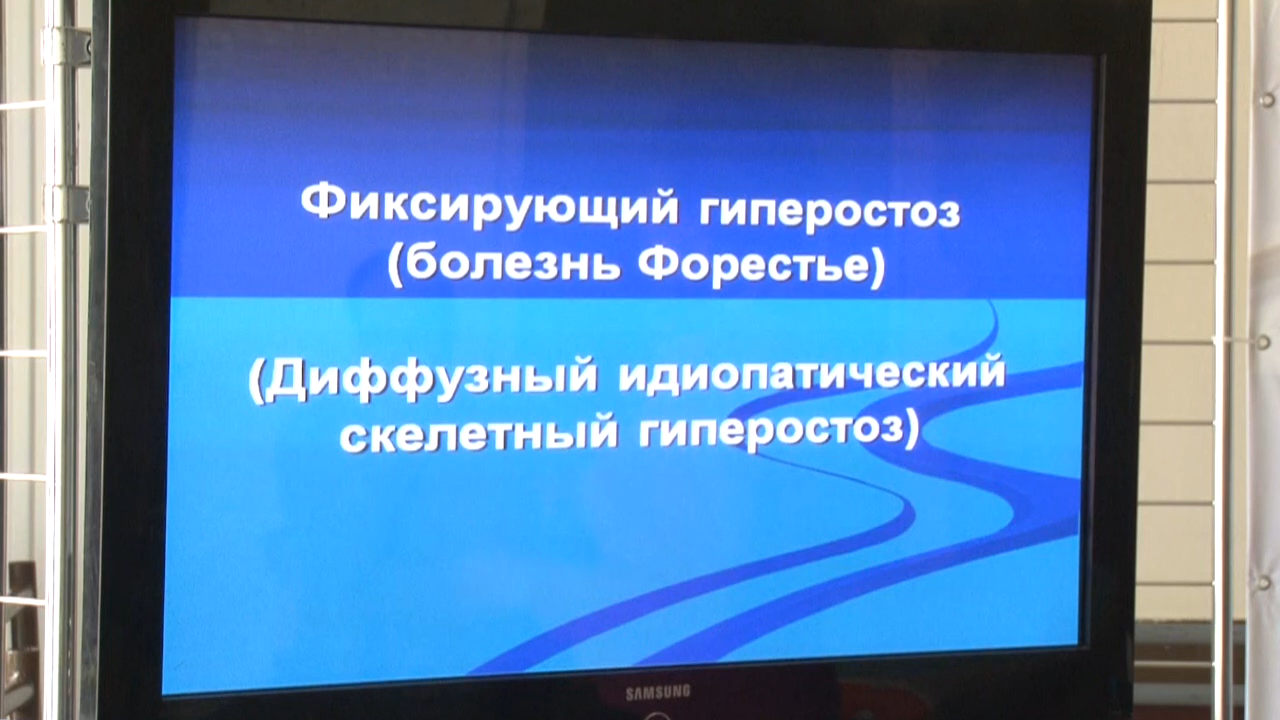 Фиксирующий гиперостоз
(болезнь Форестье)
(Диффузный идиопатический
скелетный гиперостоз)
SAMSUNG